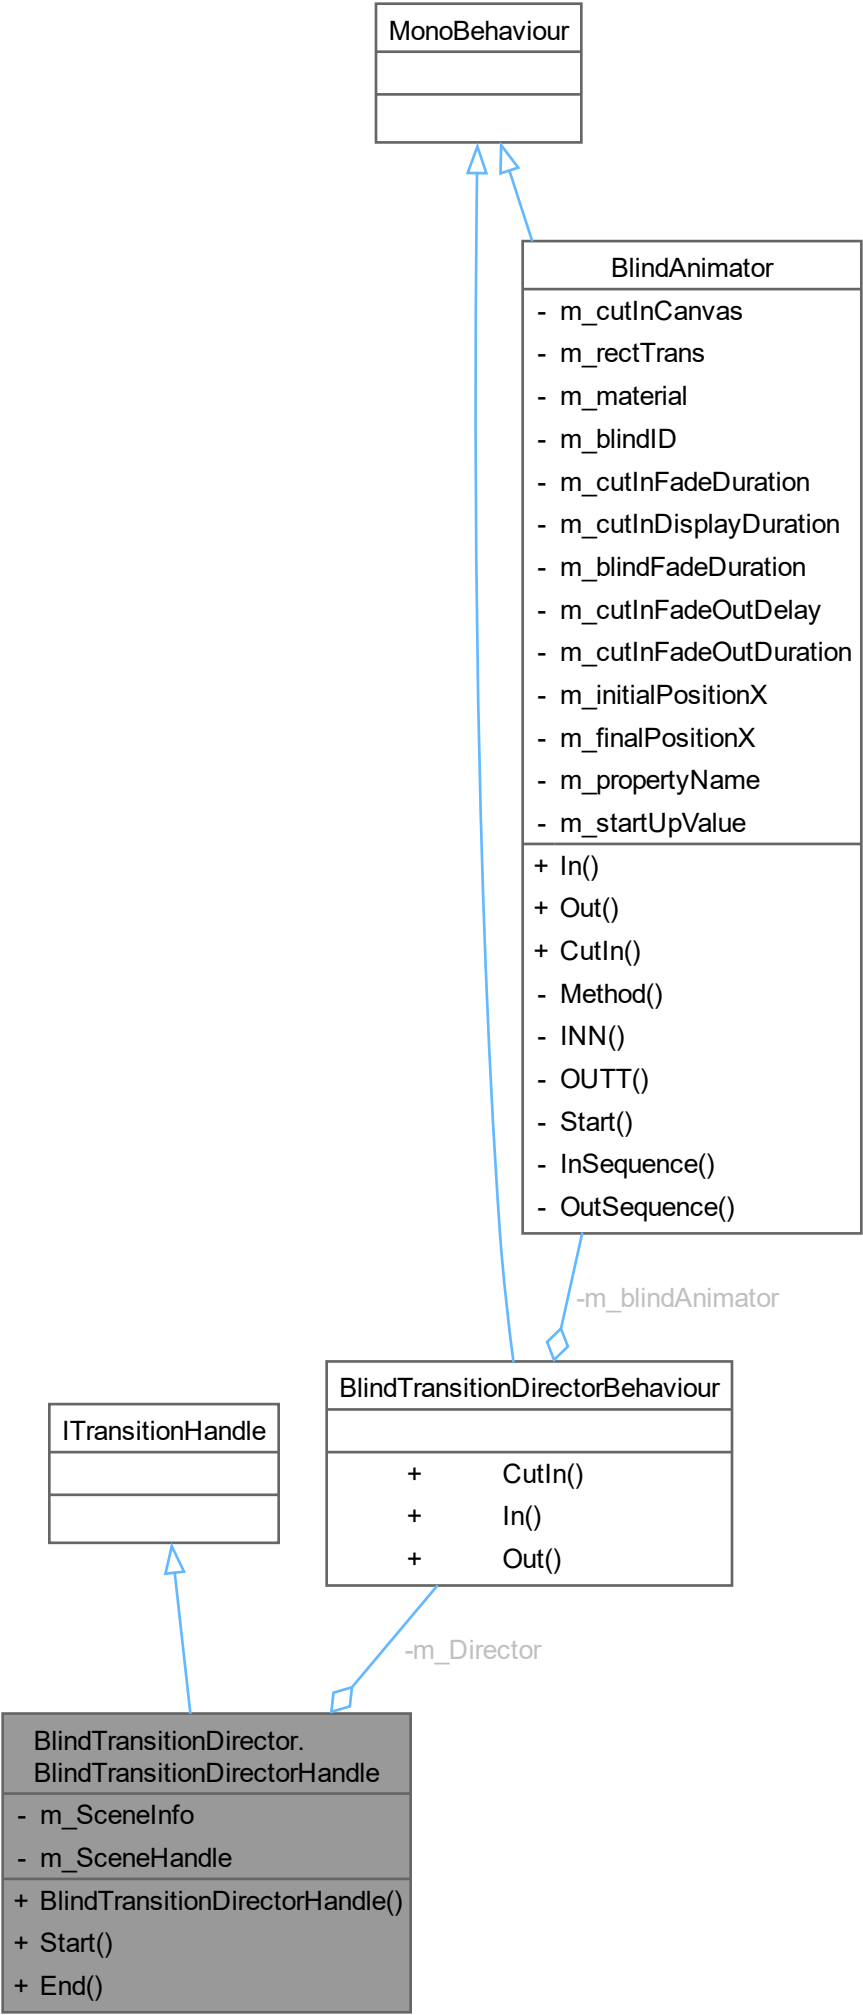 MonoBehaviour
BlindAnimator
- m_cutInCanvas
- m_rectTrans
- m_material
- m_blindID
- m_cutInFadeDuration
- m_cutInDisplayDuration
- m_blindFadeDuration
- m_cutInFadeOutDelay
- m_cutInFadeOutDuration
- m_initialPositionX
- m_finalPositionX
- m_propertyName
- m_startUpValue
+ In()
+ Out()
+ CutIn()
- Method()
- INN()
- OUTT()
- Start()
- InSequence()
- OutSequence()
-m_blindAnimator
BlindTransitionDirectorBehaviour
+ CutIn()
+ In()
+ Out()
ITransitionHandle
-m_Director
BlindTransitionDirector.
BlindTransitionDirectorHandle
- m_SceneInfo
- m_SceneHandle
+ BlindTransitionDirectorHandle()
+ Start()
+ End()